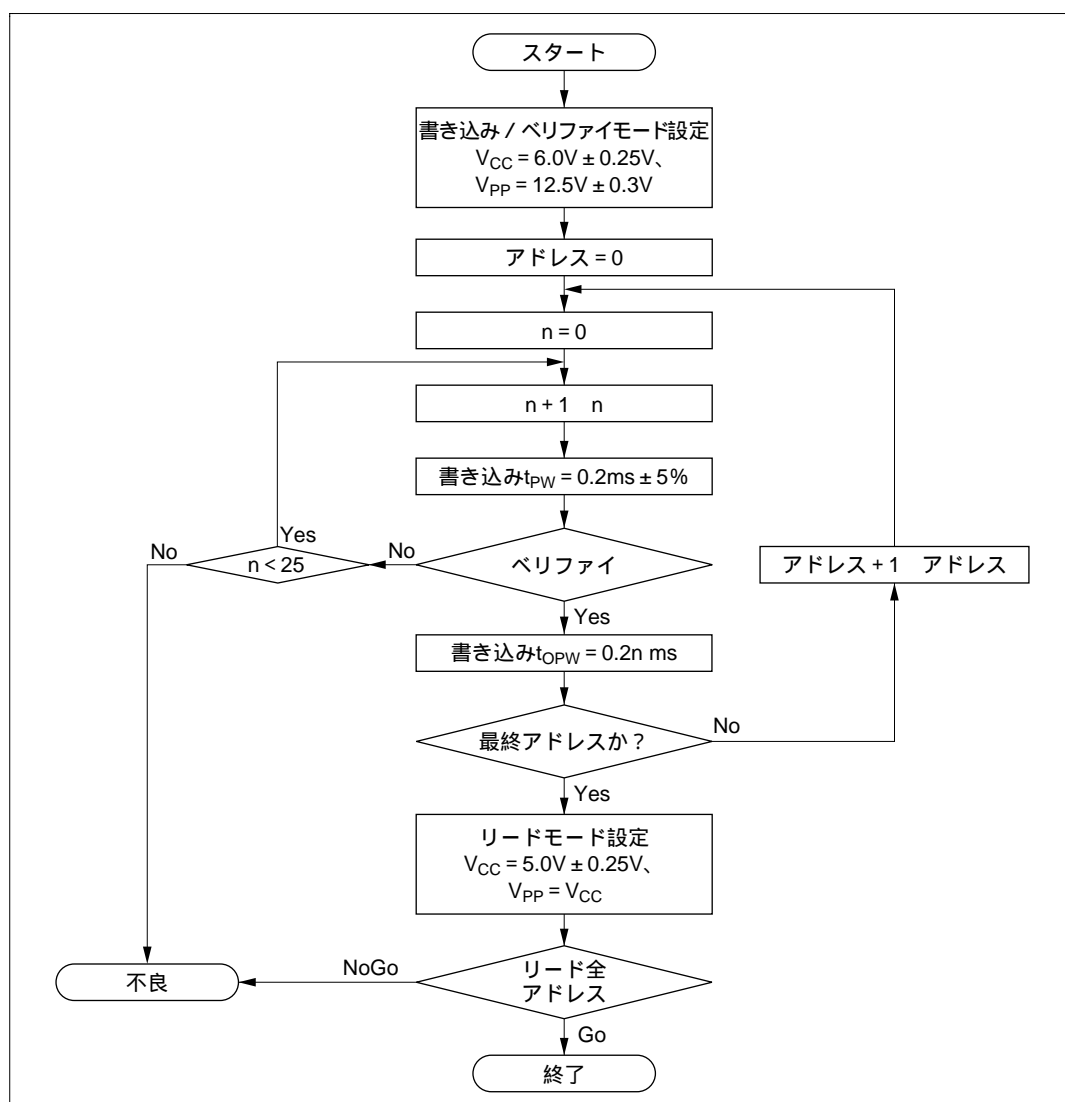 スタート
書き込み / ベリファイモード設定
VCC = 6.0V ± 0.25V、
VPP = 12.5V ± 0.3V
アドレス = 0
n = 0
n + 1 n
書き込みtPW = 0.2ms ± 5%
No
Yes
n < 25
No
ベリファイ
アドレス + 1 アドレス
Yes
書き込みtOPW = 0.2n ms
最終アドレスか?
No
Yes
リードモード設定
VCC = 5.0V ± 0.25V、
VPP = VCC
不良
NoGo
リード全
アドレス
Go
終了